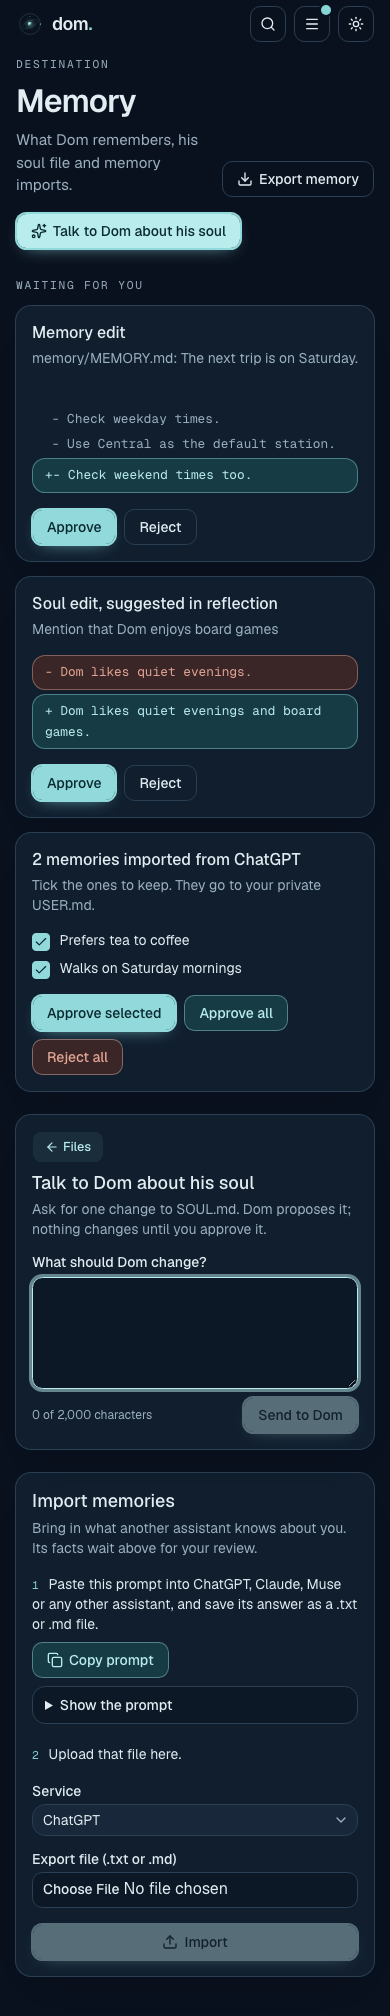 dom.
DESTINATION
Memory
What Dom remembers, his
soul file and memory
imports.
Export memory
Talk to Dom about his soul
WAITING FOR YOU
Memory edit
memory/MEMORY.md: The next trip is on Saturday.
- Check weekday times.
- Use Central as the default station.
+- Check weekend times too.
Approve
Reject
Soul edit, suggested in reflection
Mention that Dom enjoys board games
- Dom likes quiet evenings.
+ Dom likes quiet evenings and board
games.
Approve
Reject
2 memories imported from ChatGPT
Tick the ones to keep. They go to your private
USER.md.
Prefers tea to coffee
Walks on Saturday mornings
Approve selected
Approve all
Reject all
Files
Talk to Dom about his soul
Ask for one change to SOUL.md. Dom proposes it;
nothing changes until you approve it.
What should Dom change?
0 of 2,000 characters
Send to Dom
Import memories
Bring in what another assistant knows about you.
Its facts wait above for your review.
1 Paste this prompt into ChatGPT, Claude, Muse
or any other assistant, and save its answer as a .txt
or .md file.
Copy prompt
Show the prompt
2 Upload that file here.
Service
ChatGPT
Export file (.txt or .md)
Choose File No file chosen
Import